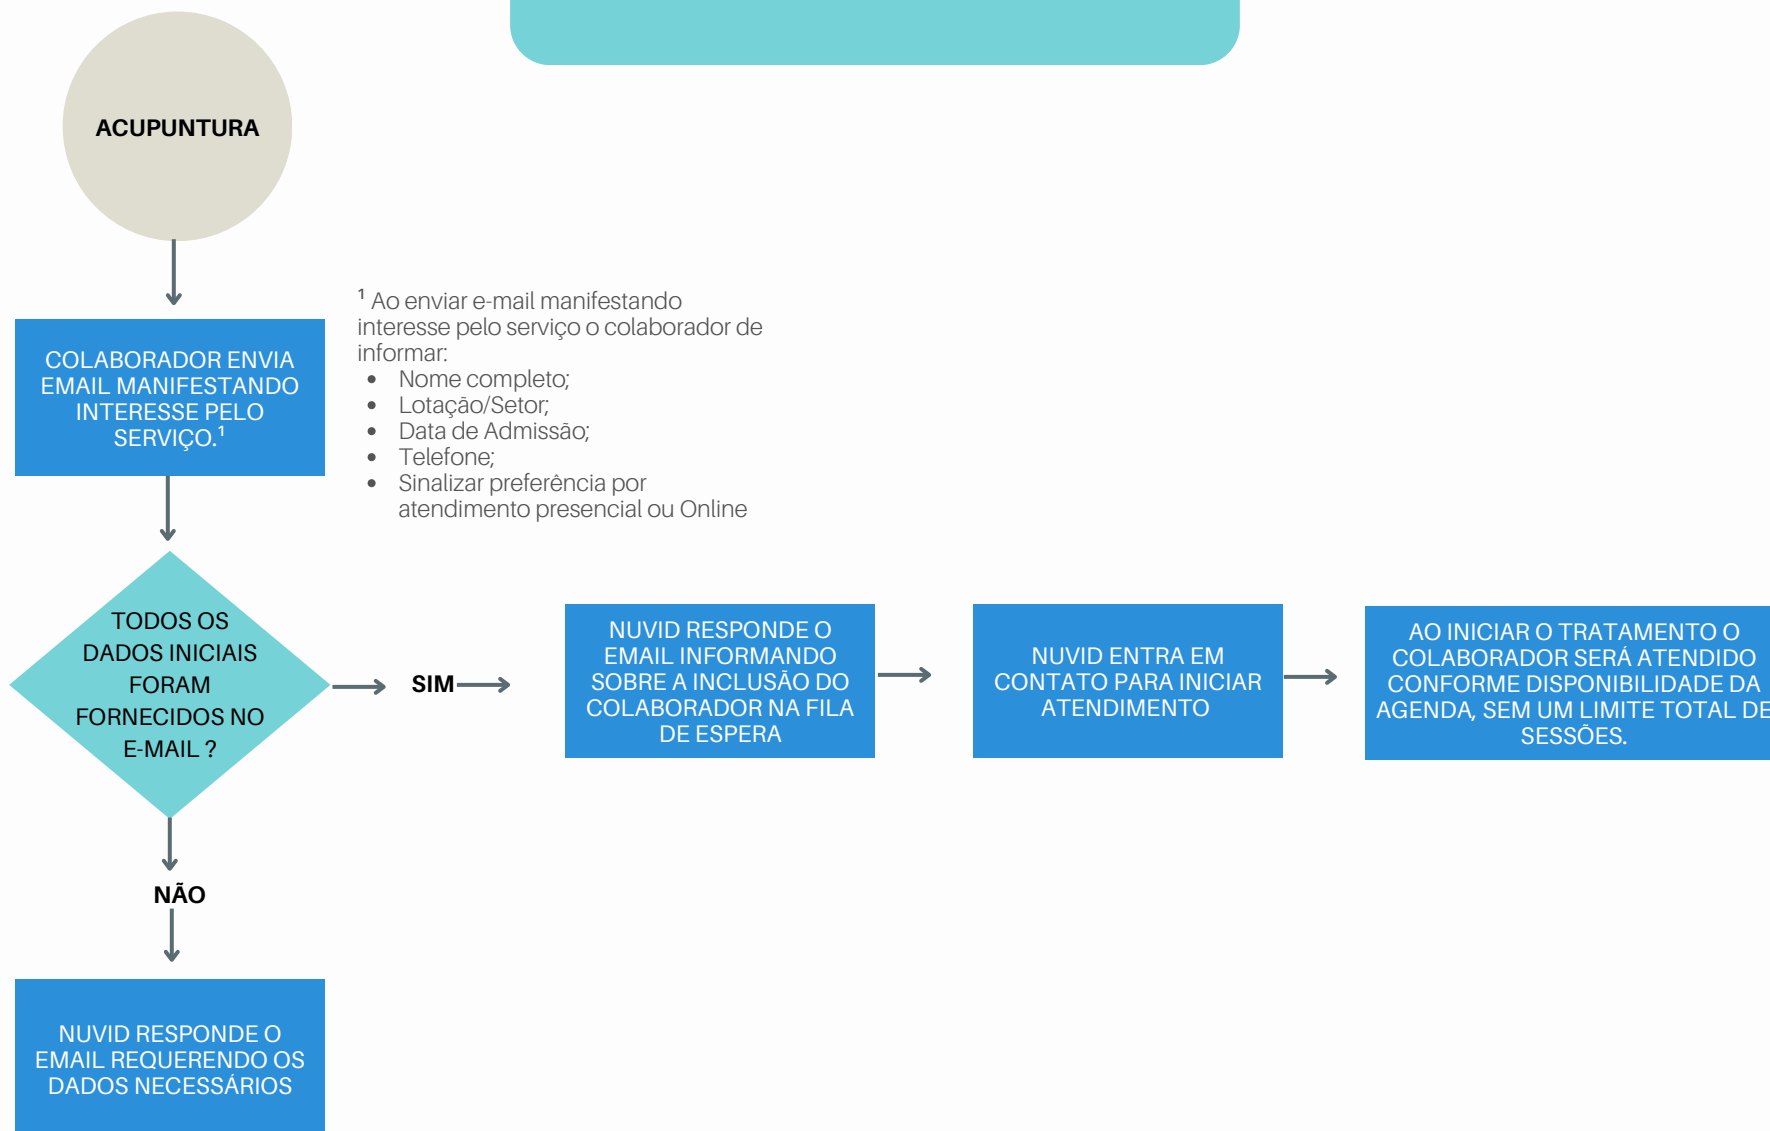 ACUPUNTURA
COLABORADOR ENVIA
EMAIL MANIFESTANDO
INTERESSE PELO
SERVIÇO.¹
¹ Ao enviar e-mail manifestando
interesse pelo serviço o colaborador de
informar:
• Nome completo;
• Lotação/Setor;
• Data de Admissão;
• Telefone;
• Sinalizar preferência por
atendimento presencial ou Online
TODOS OS
DADOS INICIAIS
FORAM
FORNECIDOS NO
E-MAIL ?
SIM
NUVID RESPONDE O
EMAIL INFORMANDO
SOBRE A INCLUSÃO DO
COLABORADOR NA FILA
DE ESPERA
NUVID ENTRA EM
CONTATO PARA INICIAR
ATENDIMENTO
AO INICIAR O TRATAMENTO O
COLABORADOR SERÁ ATENDIDO
CONFORME DISPONIBILIDADE DA
AGENDA, SEM UM LIMITE TOTAL DE
SESSÕES.
NÃO
NUVID RESPONDE O
EMAIL REQUERENDO OS
DADOS NECESSÁRIOS